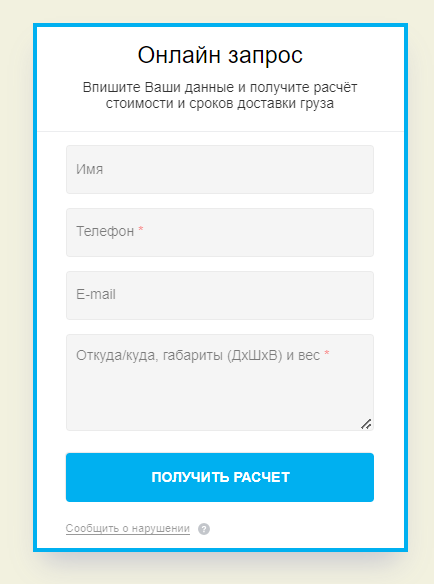 Онлайн запрос
Впишите Ваши данные и получите расчёт
стоимости и сроков доставки груза
Имя
Телефон *
E-mail
Откуда/куда, габариты (ДхШхВ) и вес *
ПОЛУЧИТЬ РАСЧЕТ
Сообщить о нарушении ?